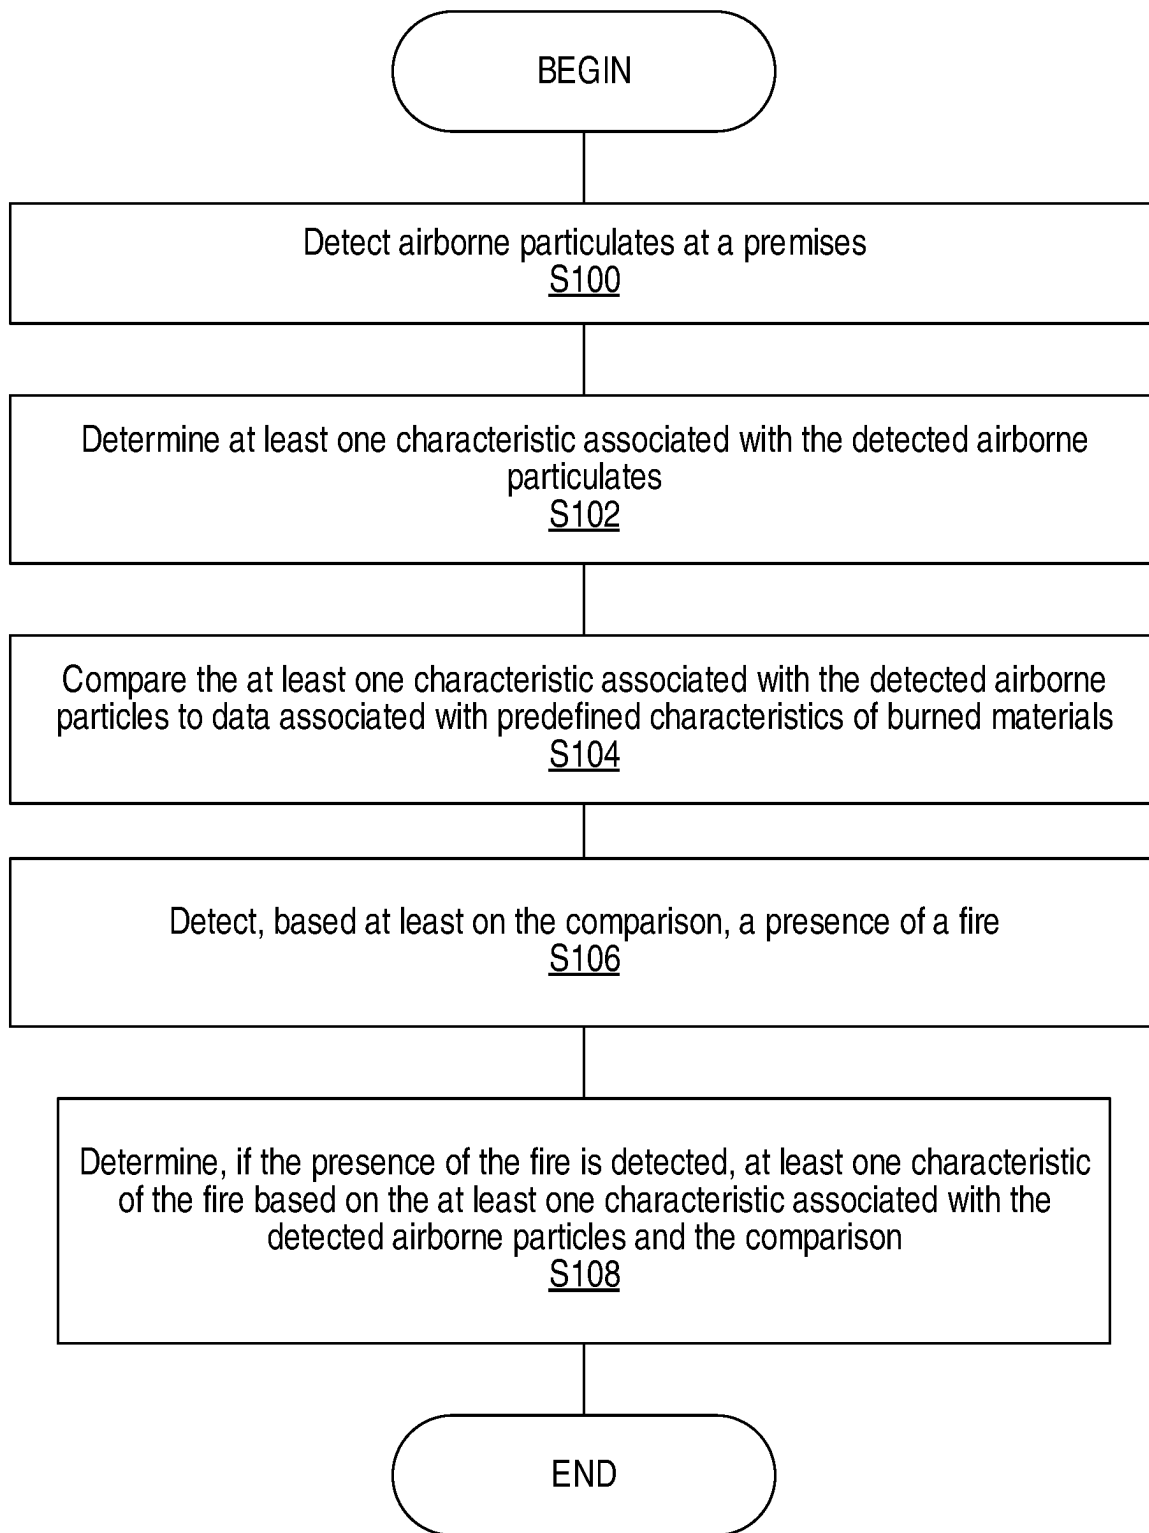 BEGIN
Detect airborne particulates at a premises
S100
Determine at least one characteristic associated with the detected airborne
particulates
S102
Compare the at least one characteristic associated with the detected airborne
particles to data associated with predefined characteristics of burned materials
S104
Detect, based at least on the comparison, a presence of a fire
S106
Determine, if the presence of the fire is detected, at least one characteristic
of the fire based on the at least one characteristic associated with the
detected airborne particles and the comparison
S108
END